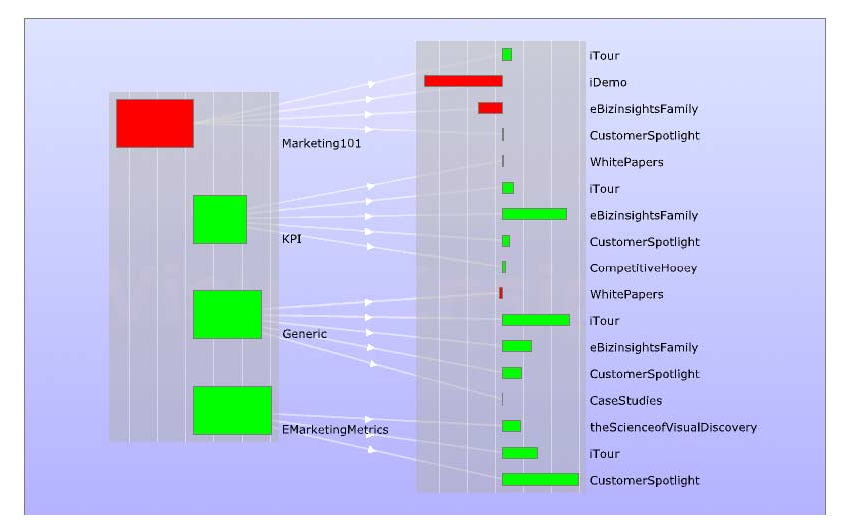 iTour
iDemo
eBizinsightsFamily
CustomerSpotlight
Marketing101
WhitePapers
iTour
eBizinsightsFamily
KPI
CustomerSpotlight
CompetitiveHooey
WhitePapers
iTour
Generic
eBizinsightsFamily
CustomerSpotlight
CaseStudies
EMarketingMetrics
theScienceofVisualDiscovery
iTour
CustomerSpotlight